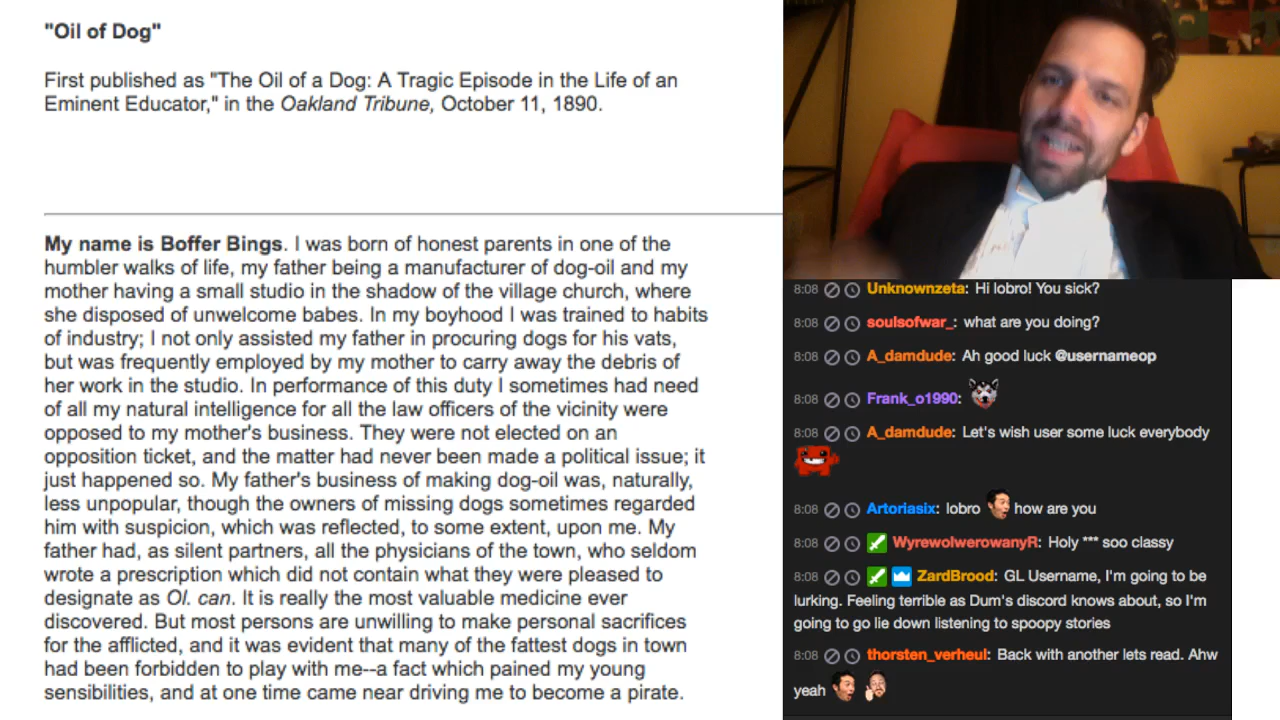 "Oil of Dog"
First published as "The Oil of a Dog: A Tragic Episode in the Life of an
Eminent Educator," in the Oakland Tribune, October 11, 1890.
My name is Boffer Bings. I was born of honest parents in one of the
humbler walks of life, my father being a manufacturer of dog-oil and my
mother having a small studio in the shadow of the village church, where
she disposed of unwelcome babes. In my boyhood I was trained to habits
of industry; I not only assisted my father in procuring dogs for his vats,
but was frequently employed by my mother to carry away the debris of
her work in the studio. In performance of this duty I sometimes had need
of all my natural intelligence for all the law officers of the vicinity were
opposed to my mother's business. They were not elected on an
opposition ticket, and the matter had never been made a political issue; it
just happened so. My father's business of making dog-oil was, naturally,
less unpopular, though the owners of missing dogs sometimes regarded
him with suspicion, which was reflected, to some extent, upon me. My
father had, as silent partners, all the physicians of the town, who seldom
wrote a prescription which did not contain what they were pleased to
designate as Ol. can. It is really the most valuable medicine ever
discovered. But most persons are unwilling to make personal sacrifices
for the afflicted, and it was evident that many of the fattest dogs in town
had been forbidden to play with me--a fact which pained my young
sensibilities, and at one time came near driving me to become a pirate.
8:08 Unknownzeta: Hi lobro! You sick?
8:08 soulsofwar_: what are you doing?
8:08 A_damdude: Ah good luck @usernameop
8:08 Frank_o1990:
8:08 A_damdude: Let's wish user some luck everybody
8:08 Artoriasix: lobro how are you
8:08 WyrewolwerowanyR: Holy *** soo classy
8:08 ZardBrood: GL Username, I'm going to be
lurking. Feeling terrible as Dum's discord knows about, so I'm
going to go lie down listening to spoopy stories
8:08 thorsten_verheul: Back with another lets read. Ahw
yeah